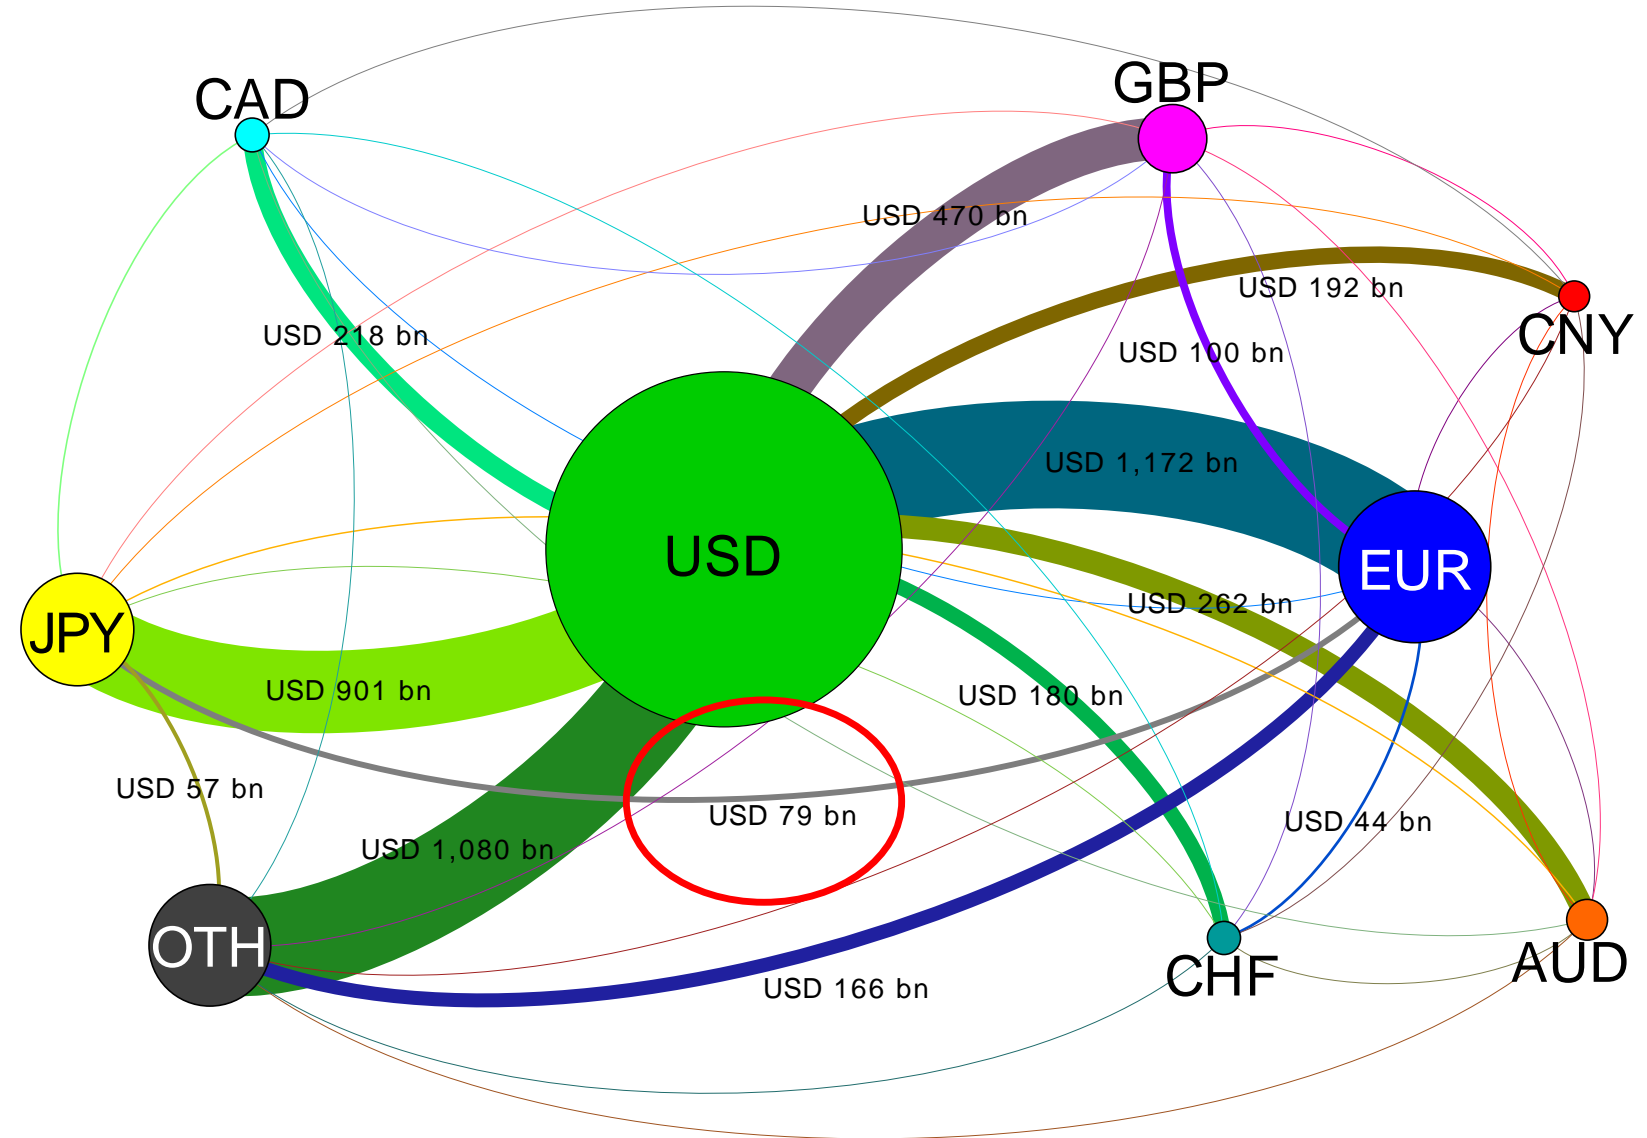 GBP
CAD
USD 470 bn
USD 192 bn
CNY
USD 218 bn
USD 100 bn
USD 1,172 bn
USD
EUR
USD 262 bn
JPY
USD 901 bn
USD 180 bn
USD 57 bn
USD 79 bn
USD 44 bn
USD 1,080 bn
OTH
AUD
CHF
USD 166 bn